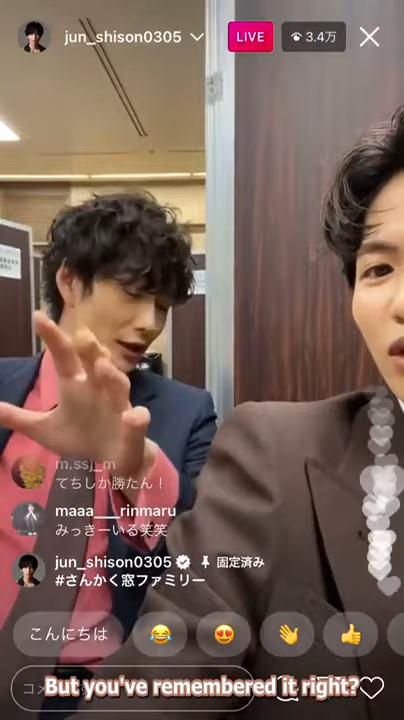 jun_shison0305
LIVE
3.4万
m.ssj_m
てちしか勝たん！
maaa___rinmaru
みっきーいる笑笑
jun_shison0305 固定済み
#さんかく窓ファミリー
こんにちは
コメ
But you've remembered it right?